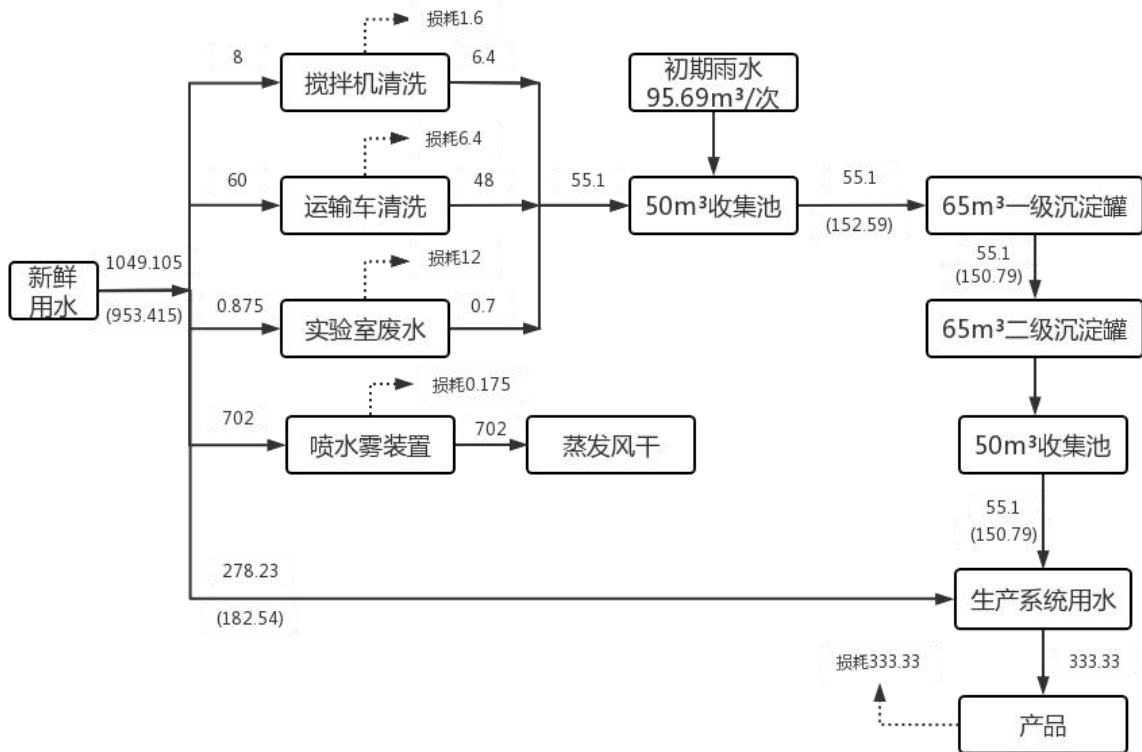 损耗1.6
8
搅拌机清洗
6.4
初期雨水
95.69m³/次
损耗6.4
60
运输车清洗
48
55.1
50m³收集池
55.1
(152.59)
65m³一级沉淀罐
新鲜
用水
1049.105
(953.415)
损耗12
0.875
实验室废水
0.7
55.1
(150.79)
65m³二级沉淀罐
损耗0.175
702
喷水雾装置
702
蒸发风干
50m³收集池
55.1
(150.79)
278.23
(182.54)
生产系统用水
损耗333.33
333.33
产品